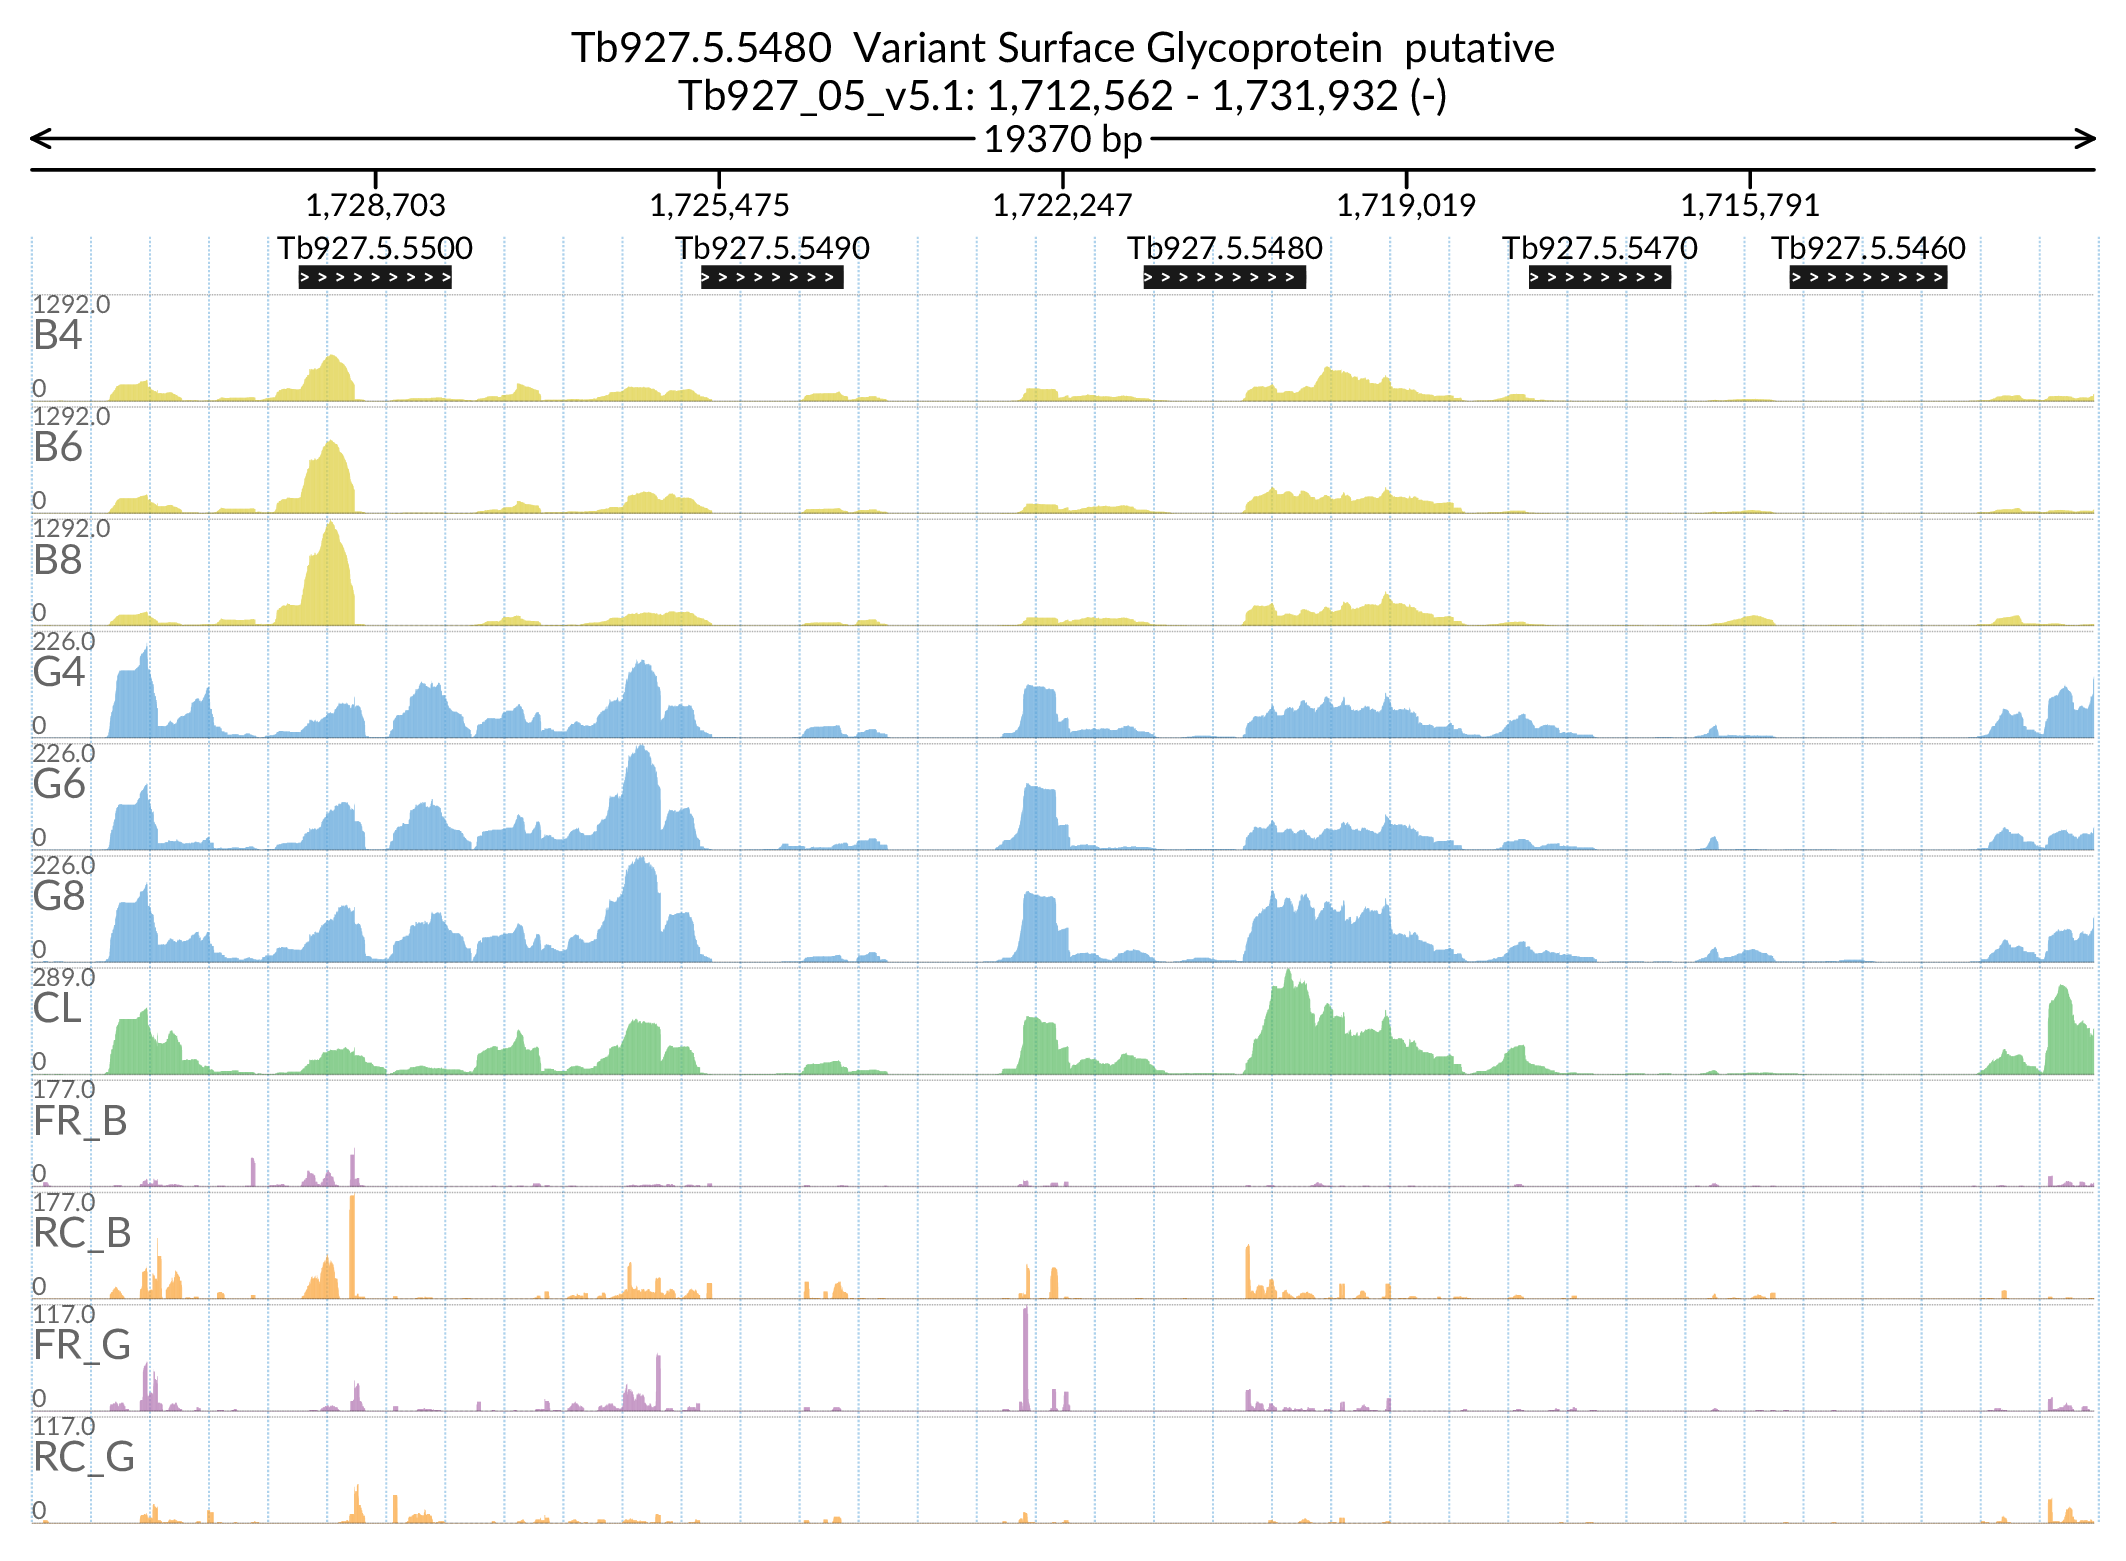 Tb927.5.5480  Variant Surface Glycoprotein  putative
Tb927_05_v5.1: 1,712,562 - 1,731,932 (-)
19370 bp
1,728,703 1,725,475 1,722,247 1,719,019 1,715,791
Tb927.5.5500 Tb927.5.5490 Tb927.5.5480 Tb927.5.5470 Tb927.5.5460
1292.0
B4
0
1292.0
B6
0
1292.0
B8
0
226.0
G4
0
226.0
G6
0
226.0
G8
0
289.0
CL
0
177.0
FR_B
0
177.0
RC_B
0
117.0
FR_G
0
117.0
RC_G
0